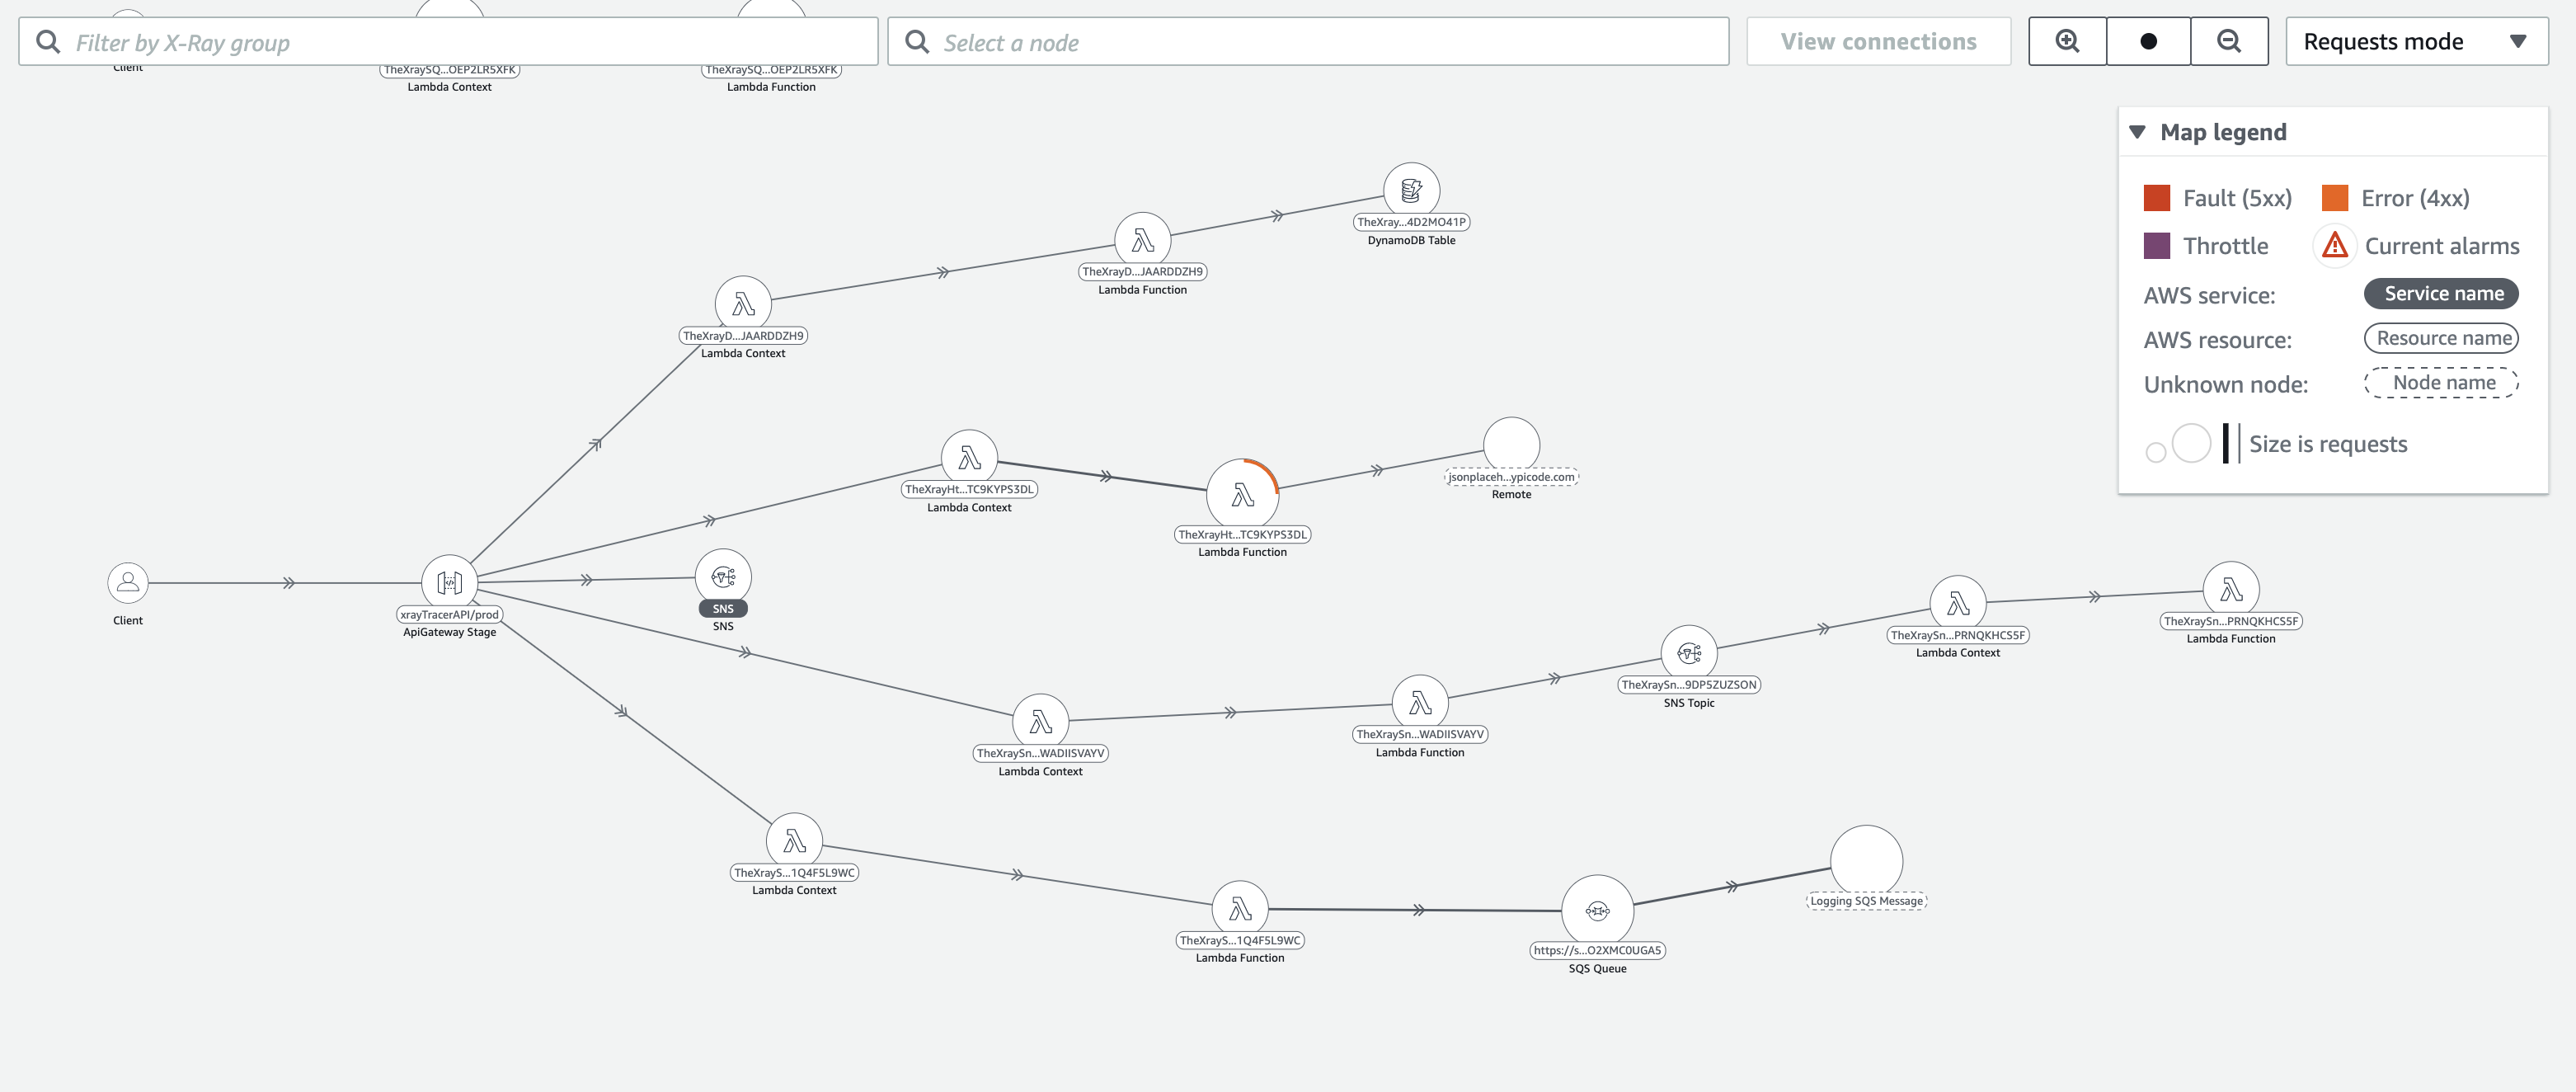 Filter by X-Ray group
Select a node
View connections
Requests mode
Client
TheXraySQ...OEP2LR5XFK
Lambda Context
TheXraySQ...OEP2LR5XFK
Lambda Function
Map legend
Fault (5xx)
Error (4xx)
Throttle
Current alarms
AWS service:
Service name
AWS resource:
Resource name
Unknown node:
Node name
Size is requests
TheXray...4D2MO41P
DynamoDB Table
TheXrayD...JAARDDZH9
Lambda Function
TheXrayD...JAARDDZH9
Lambda Context
TheXrayHt...TC9KYPS3DL
Lambda Context
TheXrayHt...TC9KYPS3DL
Lambda Function
jsonplaceh...ypicode.com
Remote
Client
xrayTracerAPI/prod
ApiGateway Stage
SNS
SNS
TheXraySn...WADIISVAYV
Lambda Context
TheXraySn...WADIISVAYV
Lambda Function
TheXraySn...9DP5ZUZSON
SNS Topic
TheXraySn...PRNQKHCS5F
Lambda Context
TheXraySn...PRNQKHCS5F
Lambda Function
TheXrayS...1Q4F5L9WC
Lambda Context
TheXrayS...1Q4F5L9WC
Lambda Function
https://s...O2XMC0UGA5
SQS Queue
Logging SQS Message